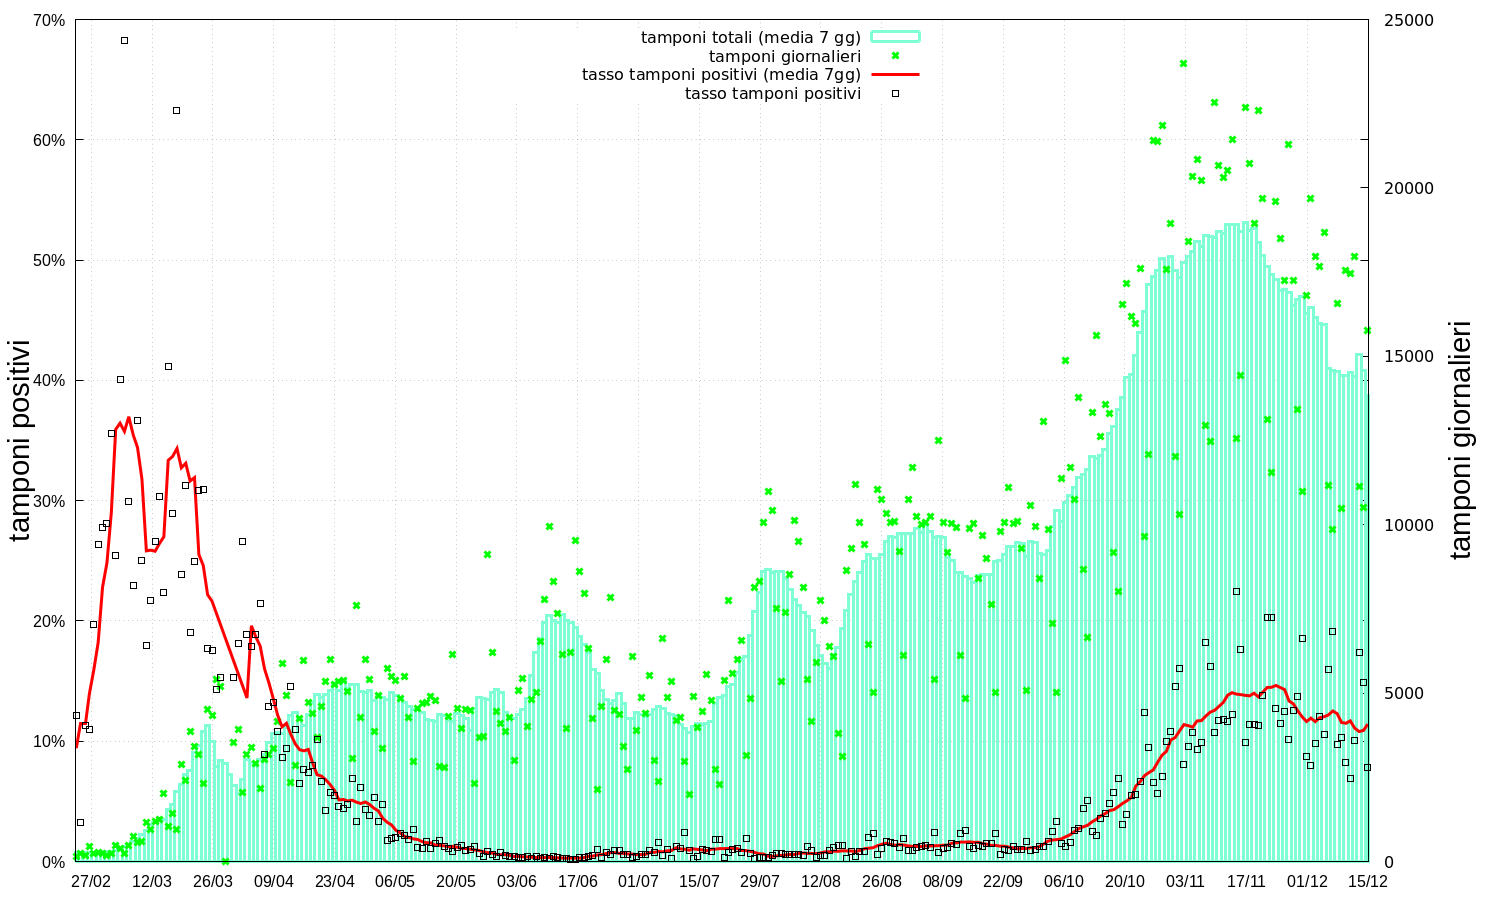 tamponi totali (media 7 gg)
tamponi giornalieri
tasso tamponi positivi (media 7gg)
tasso tamponi positivi
tamponi positivi
70%
60%
50%
40%
30%
20%
10%
0%
25000
20000
15000
10000
5000
0
tamponi giornalieri
27/02 12/03 26/03 09/04 23/04 06/05 20/05 03/06 17/06 01/07 15/07 29/07 12/08 26/08 08/09 22/09 06/10 20/10 03/11 17/11 01/12 15/12